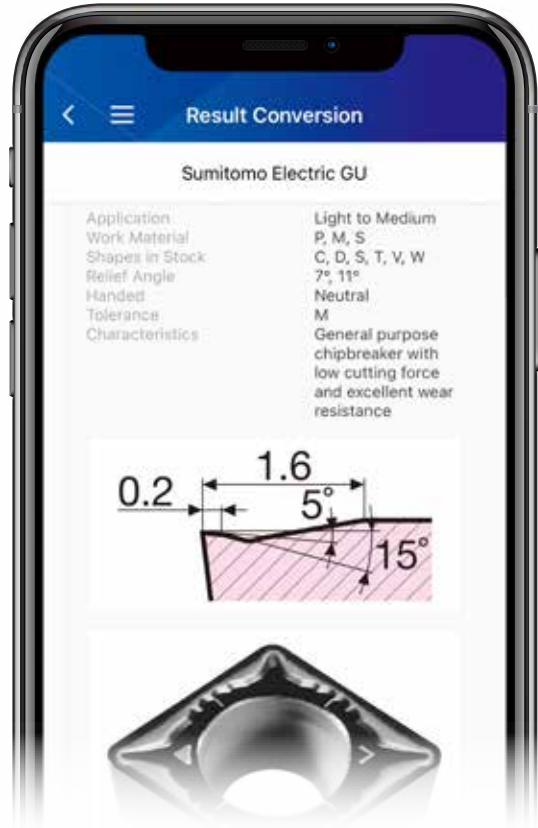 Result Conversion
Sumitomo Electric GU
Application Light to Medium
Work Material P, M, S
Shapes in Stock C, D, S, T, V, W
Relief Angle 7°, 11°
Handed Neutral
Tolerance M
Characteristics General purpose
chipbreaker with
low cutting force
and excellent wear
resistance
1.6
0.2
5°
15°